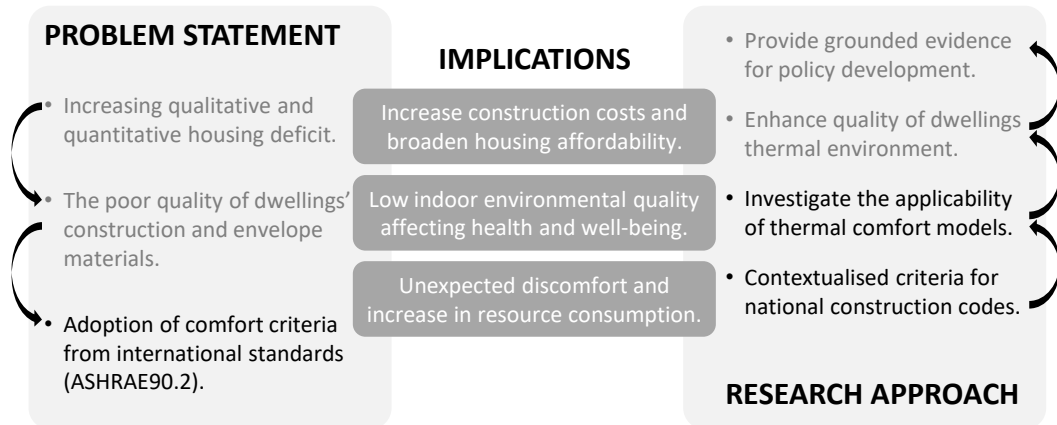 PROBLEM STATEMENT
• Increasing qualitative and
quantitative housing deficit.
• The poor quality of dwellings'
construction and envelope
materials.
• Adoption of comfort criteria
from international standards
(ASHRAE90.2).
IMPLICATIONS
Increase construction costs and
broaden housing affordability.
Low indoor environmental quality
affecting health and well-being.
Unexpected discomfort and
increase in resource consumption.
• Provide grounded evidence
for policy development.
• Enhance quality of dwellings
thermal environment.
• Investigate the applicability
of thermal comfort models.
• Contextualised criteria for
national construction codes.
RESEARCH APPROACH